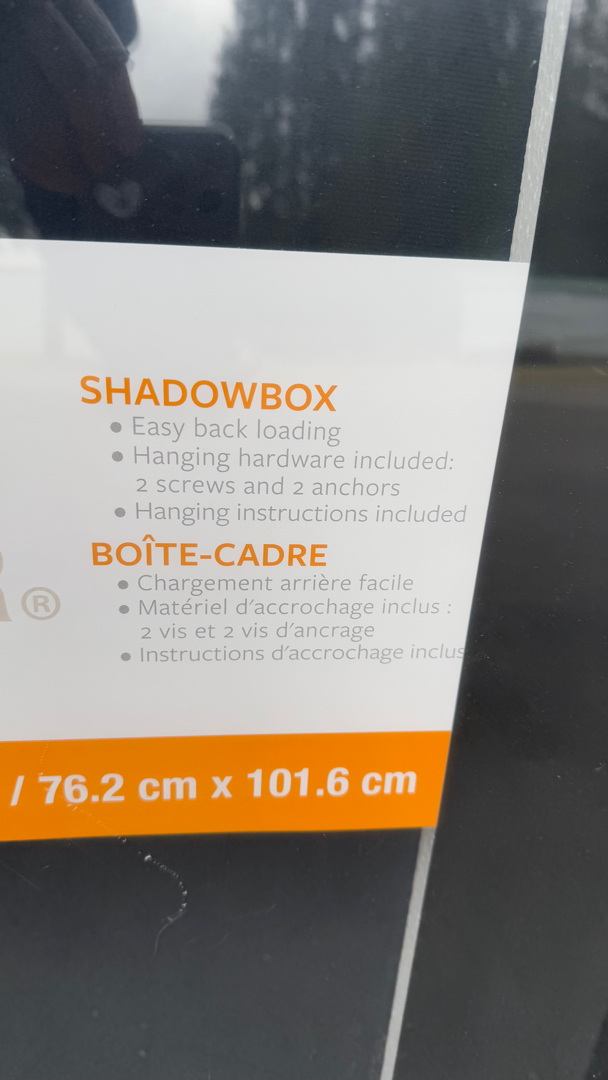 SHADOWBOX
• Easy back loading
• Hanging hardware included:
2 screws and 2 anchors
• Hanging instructions included
BOÎTE-CADRE
• Chargement arrière facile
• Matériel d'accrochage inclus :
2 vis et 2 vis d'ancrage
• Instructions d'accrochage inclus
®
/ 76.2 cm x 101.6 cm